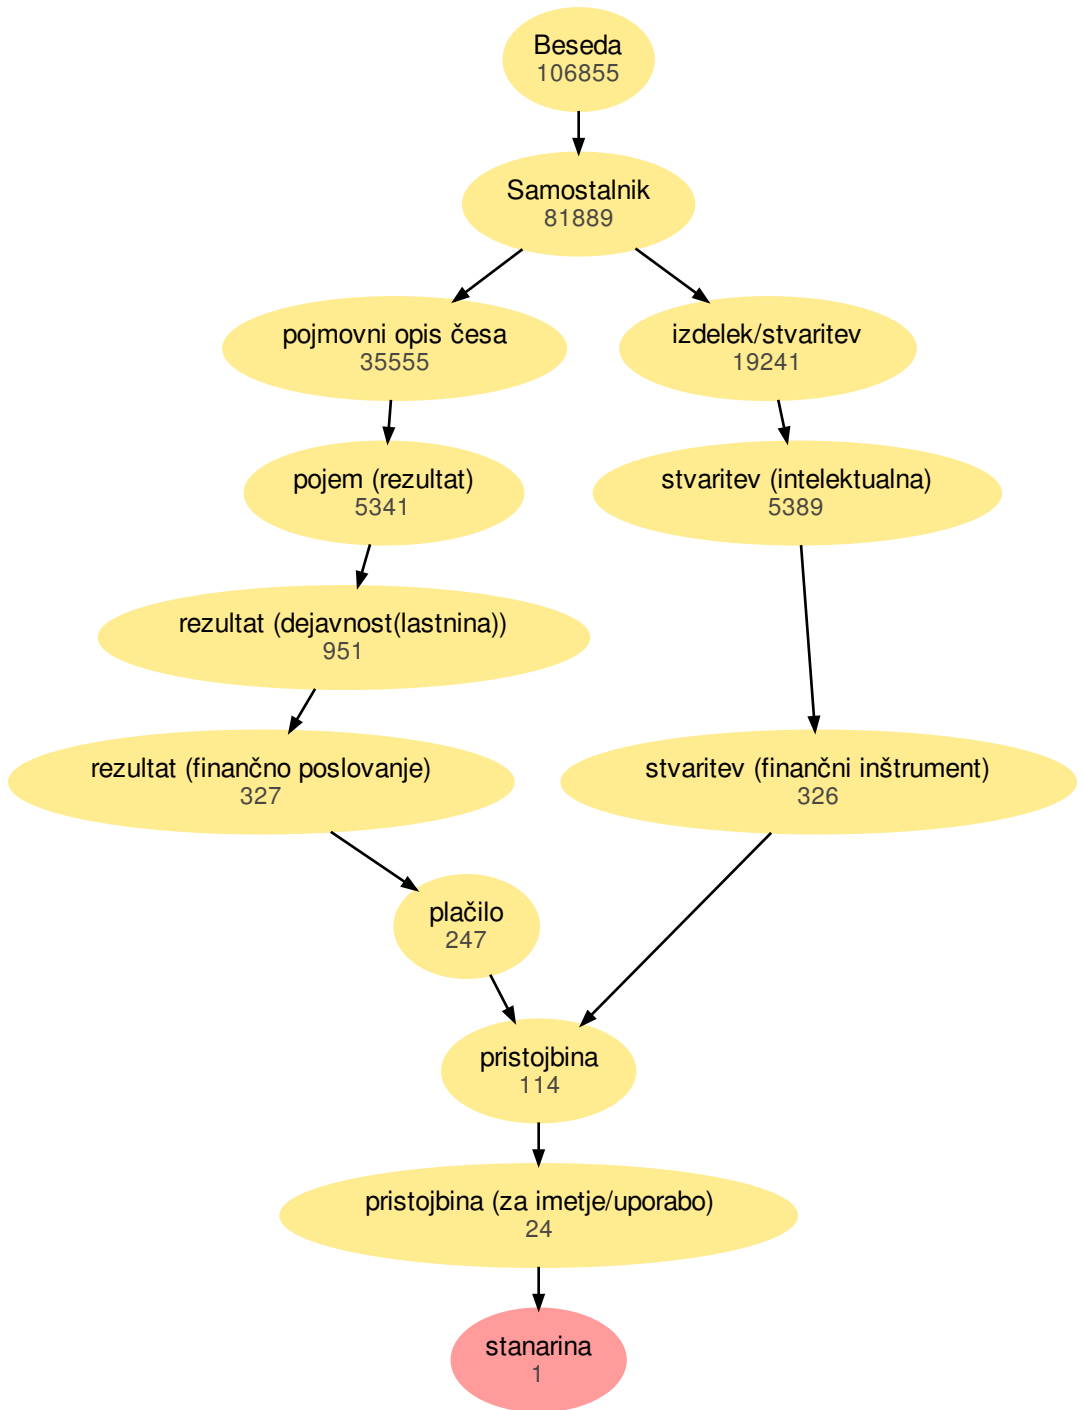 Beseda
106855
Samostalnik
81889
pojmovni opis česa
35555
izdelek/stvaritev
19241
pojem (rezultat)
5341
stvaritev (intelektualna)
5389
rezultat (dejavnost(lastnina))
951
rezultat (finančno poslovanje)
327
stvaritev (finančni inštrument)
326
plačilo
247
pristojbina
114
pristojbina (za imetje/uporabo)
24
stanarina
1